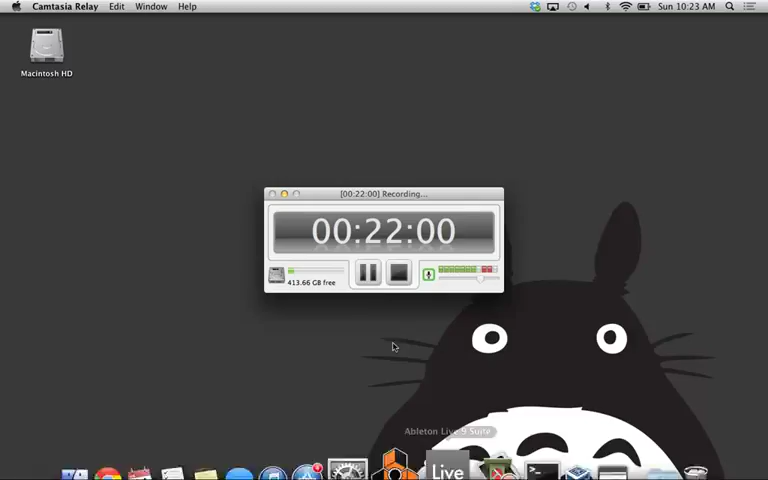 Camtasia Relay Edit Window Help
Sun 10:23 AM
Macintosh HD
[00:22:00] Recording...
00:22:00
413.66 GB free
Ableton Live 9 Suite
Live